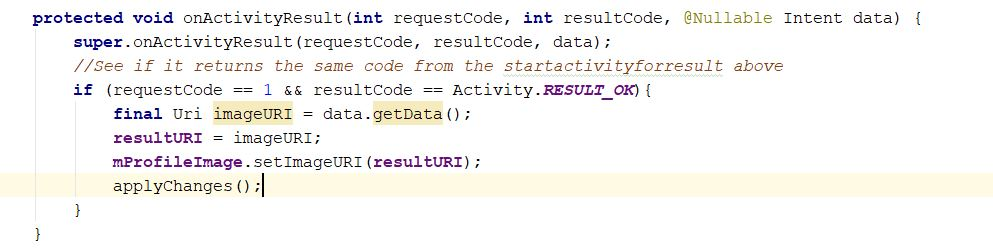 protected void onActivityResult(int requestCode, int resultCode, @Nullable Intent data) {
    super.onActivityResult(requestCode, resultCode, data);
    //See if it returns the same code from the startactivityforresult above
    if (requestCode == 1 && resultCode == Activity.RESULT_OK){
        final Uri imageURI = data.getData();
        resultURI = imageURI;
        mProfileImage.setImageURI(resultURI);
        applyChanges();
    }
}